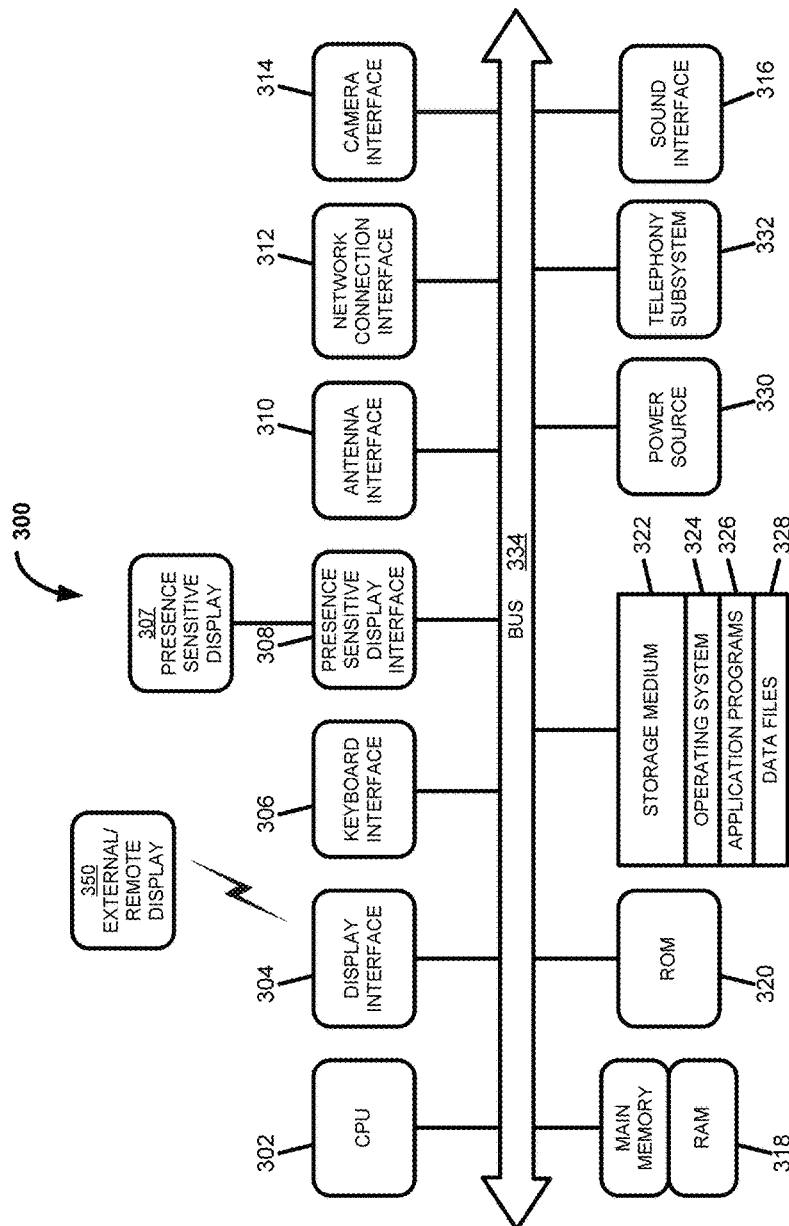 300
350
EXTERNAL/
REMOTE
DISPLAY
307
PRESENCE
SENSITIVE
DISPLAY
302
CPU
304
DISPLAY
INTERFACE
306
KEYBOARD
INTERFACE
308
PRESENCE
SENSITIVE
DISPLAY
INTERFACE
310
ANTENNA
INTERFACE
312
NETWORK
CONNECTION
INTERFACE
314
CAMERA
INTERFACE
BUS 334
MAIN
MEMORY
RAM
318
ROM
320
STORAGE MEDIUM 322
OPERATING SYSTEM 324
APPLICATION PROGRAMS 326
DATA FILES 328
POWER
SOURCE
330
TELEPHONY
SUBSYSTEM
332
SOUND
INTERFACE
316